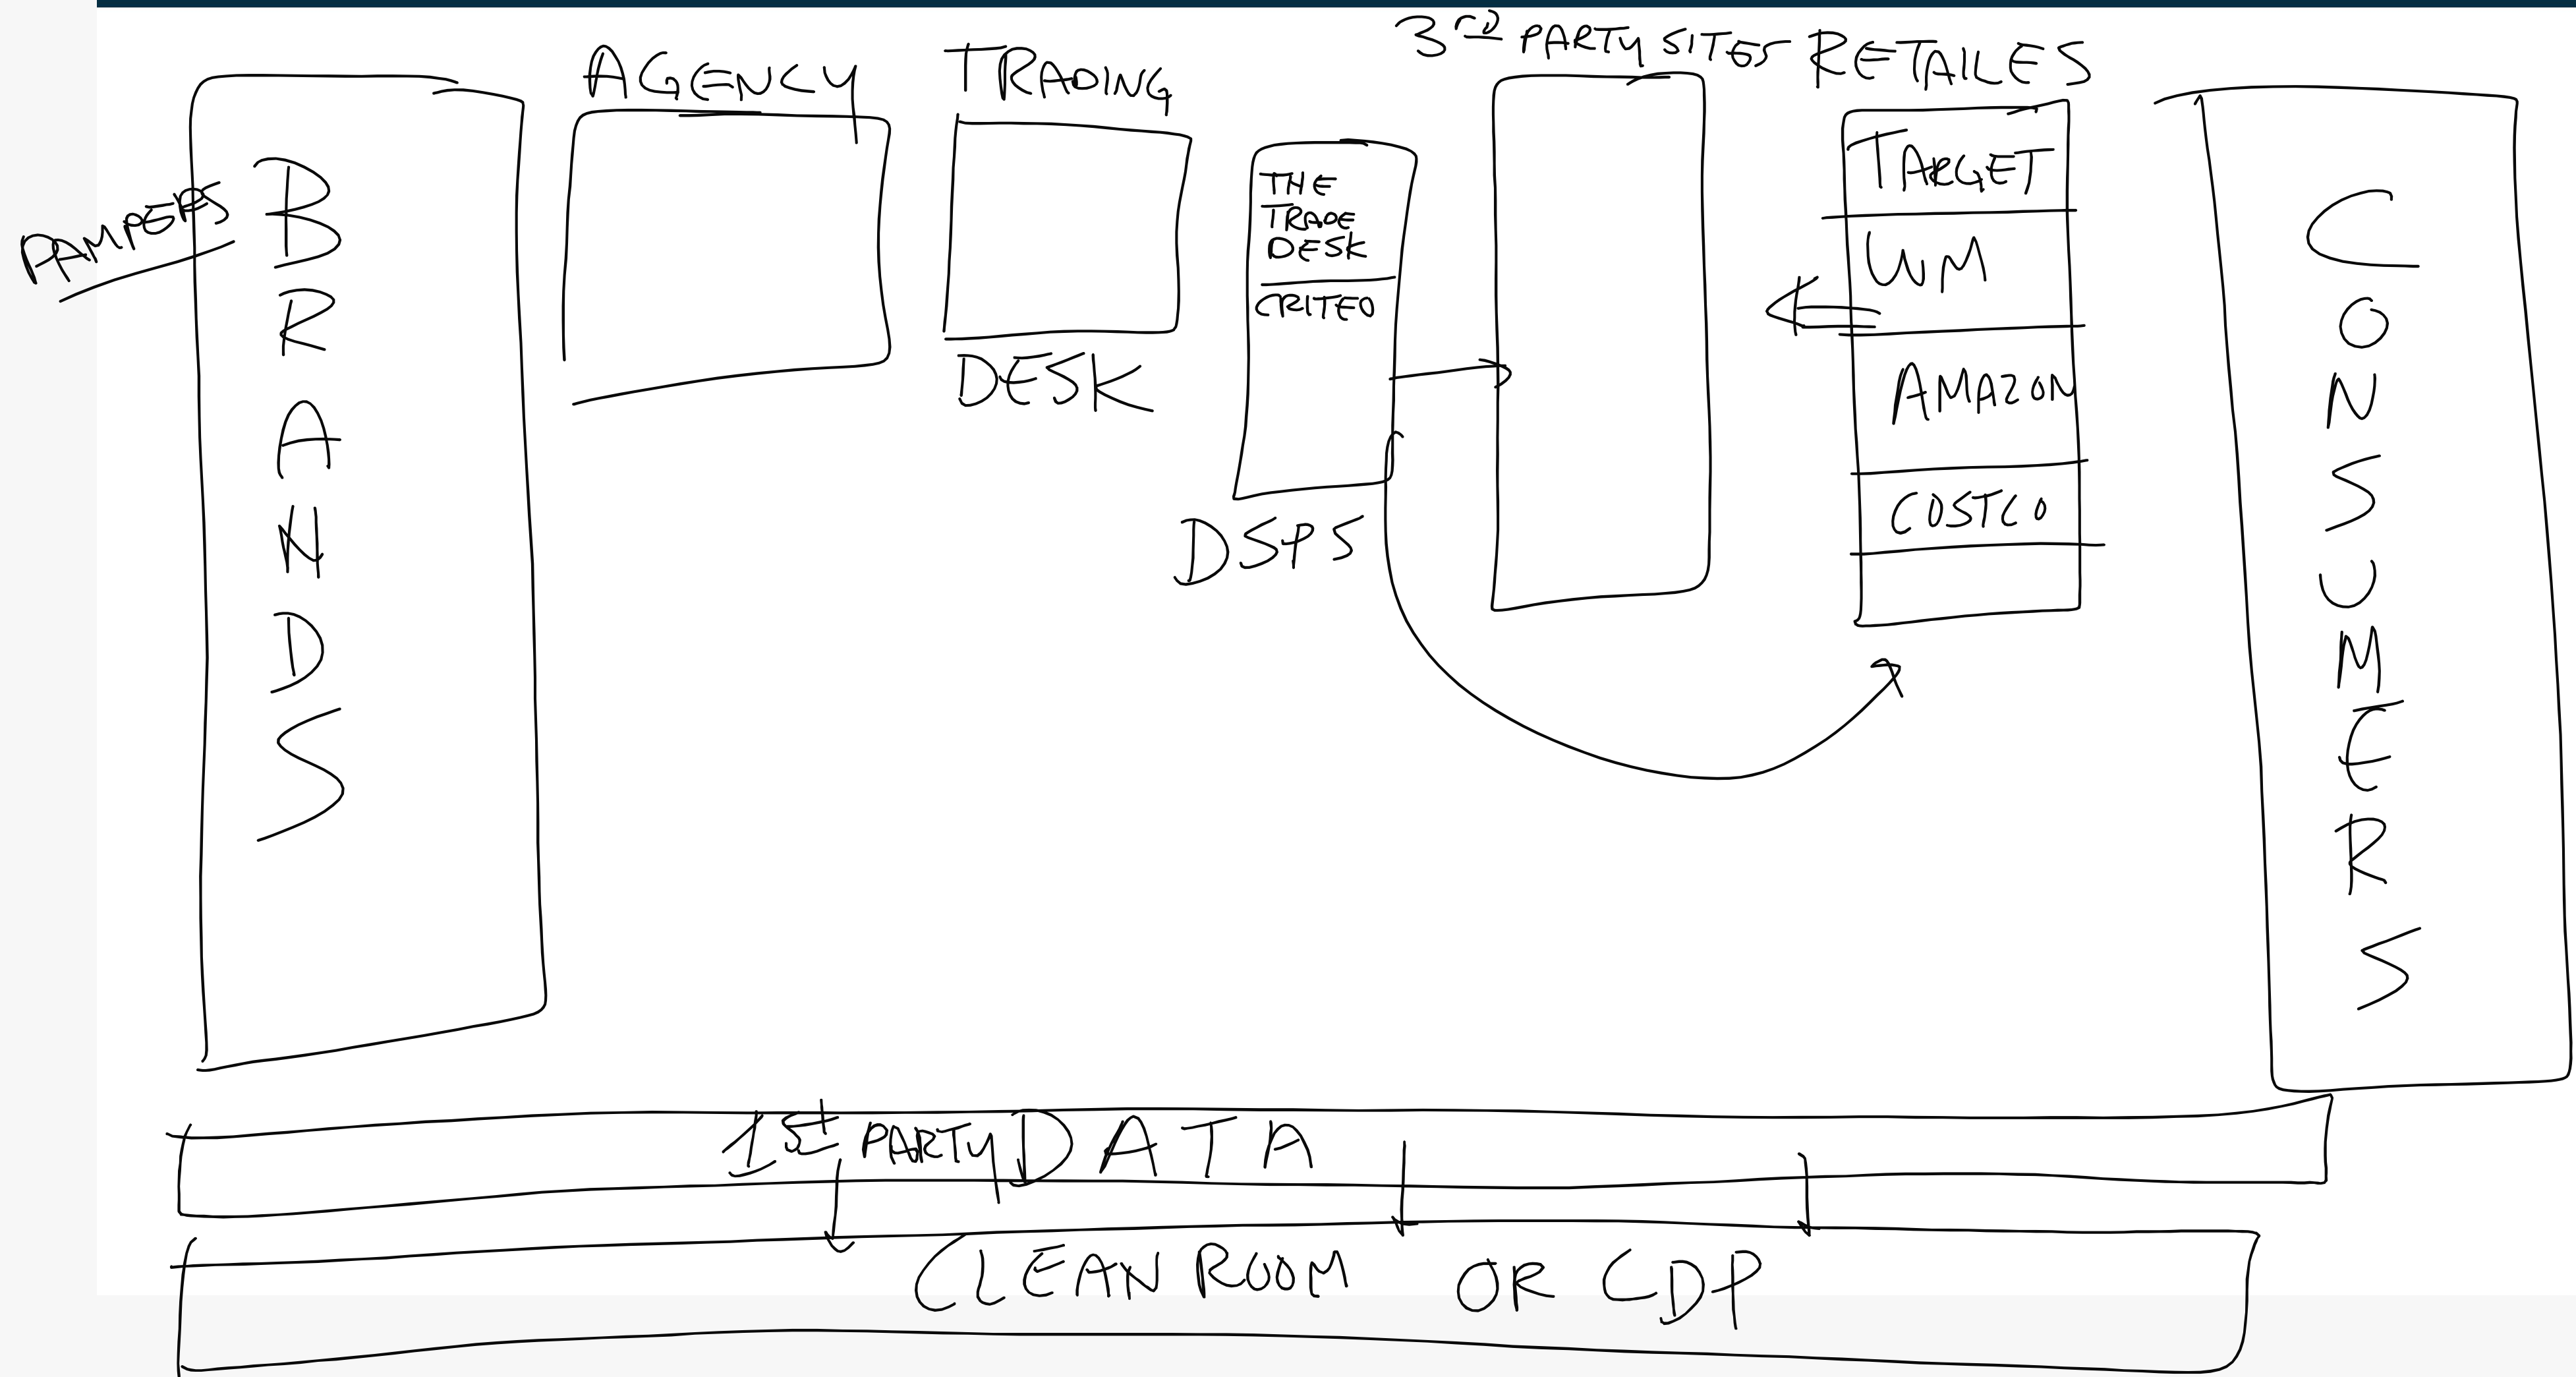 PAMPERS
BRANDS
AGENCY
TRADING
DESK
THE
TRADE
DESK
CRITEO
DSPS
3rd PARTY SITES
RETAILES
TARGET
WM
AMAZON
COSTCO
CONSUMERS
1st PARTY DATA
CLEAN ROOM OR CDP